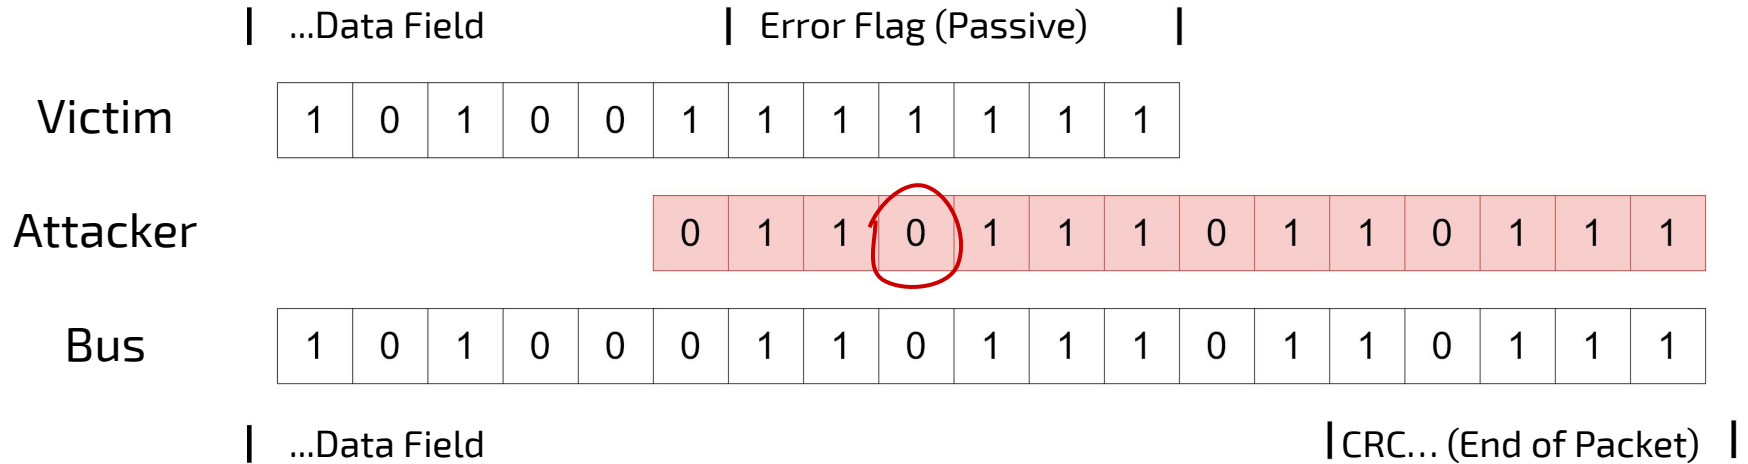 ...Data Field Error Flag (Passive)
Victim 1 0 1 0 0 1 1 1 1 1 1 1
Attacker 0 1 1 0 1 1 1 0 1 1 0 1 1 1
Bus 1 0 1 0 0 0 1 1 0 1 1 1 0 1 1 0 1 1 1
...Data Field CRC... (End of Packet)